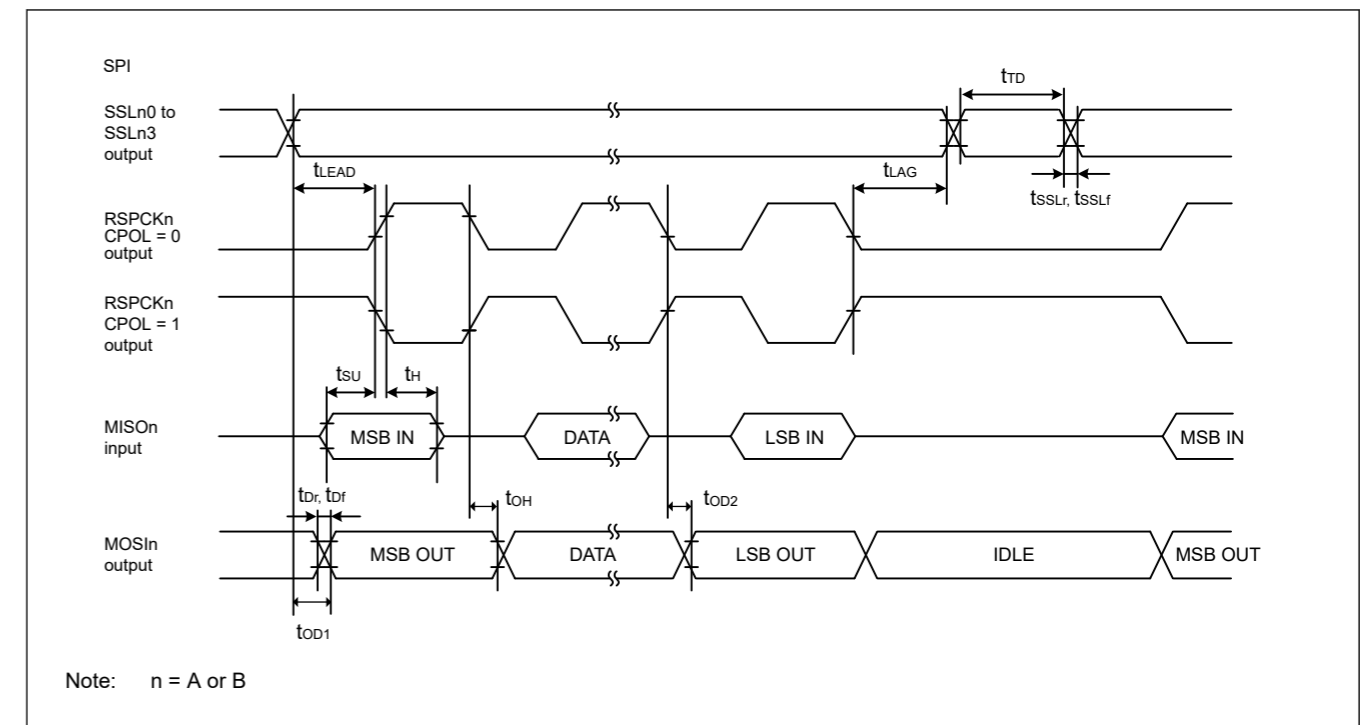 SPI
tTD
SSLn0 to
SSLn3
output
tLEAD
tLAG
tSSLr, tSSLf
RSPCKn
CPOL = 0
output
RSPCKn
CPOL = 1
output
tSU
tH
MISOn
input
MSB IN
DATA
LSB IN
MSB IN
tDr, tDf
tOH
tOD2
MOSIn
output
MSB OUT
DATA
LSB OUT
IDLE
MSB OUT
tOD1
Note: n = A or B